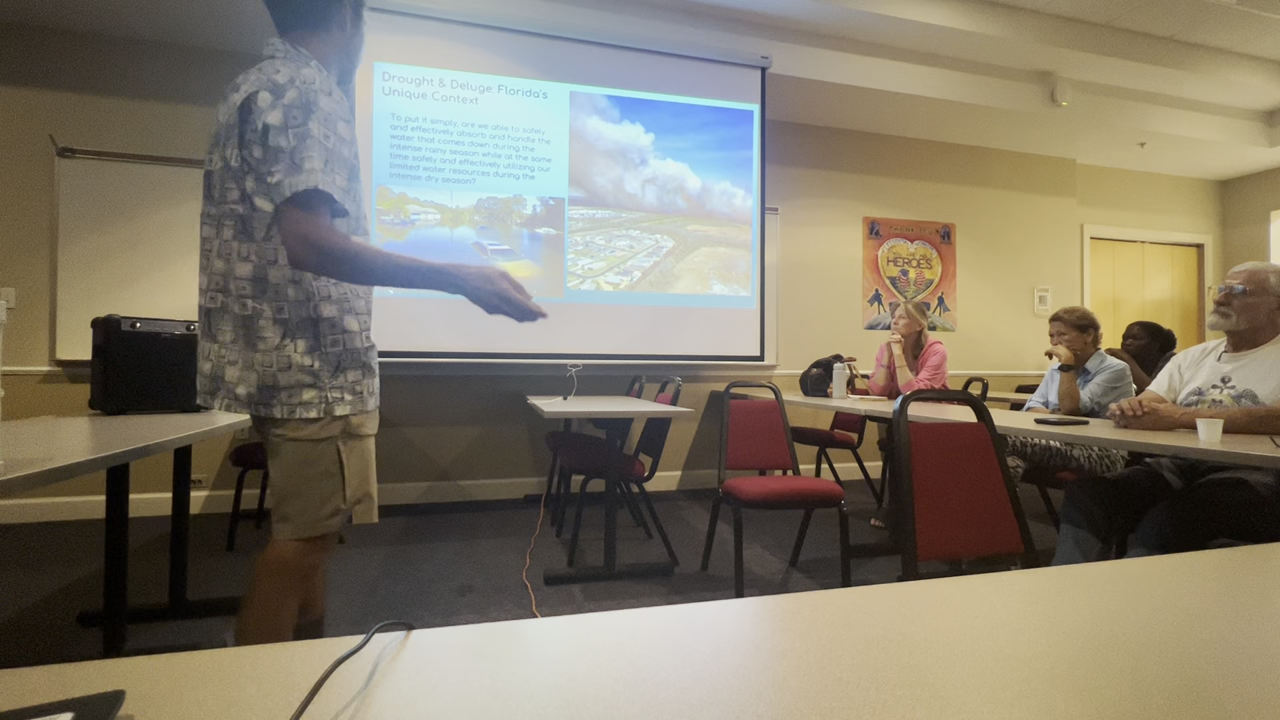 Drought & Deluge: Florida's
Unique Context
To put it simply, are we able to safely
and effectively absorb and handle the
water that comes down during the
intense rainy season while at the same
time safely and effectively utilizing our
limited water resources during the
intense dry season?
HEROES